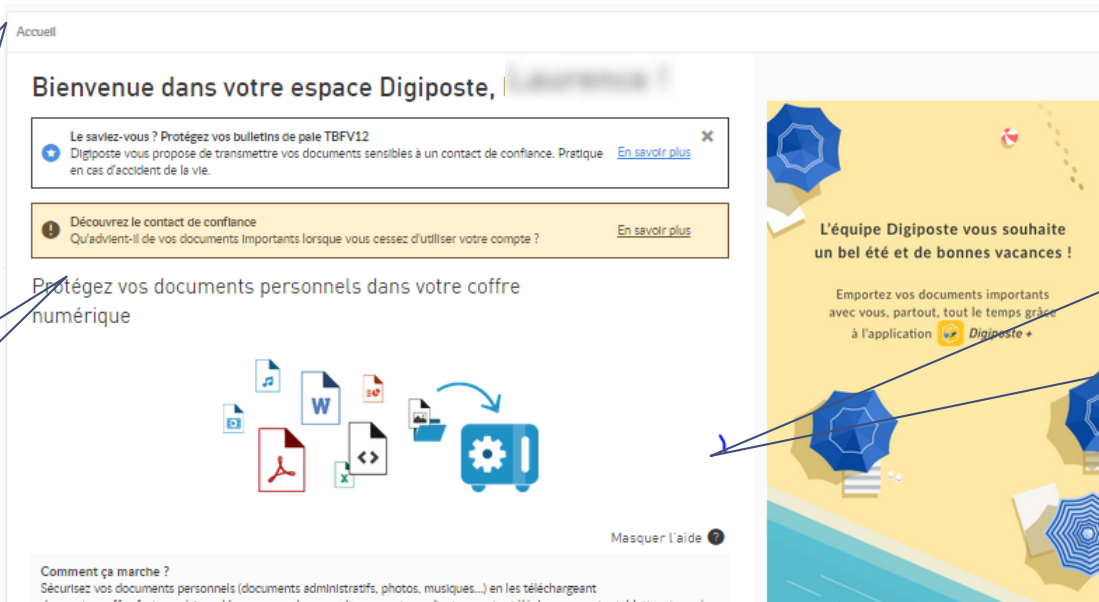 Accueil
Bienvenue dans votre espace Digiposte,
Le saviez-vous ? Protégez vos bulletins de paie TBFV12
Digiposte vous propose de transmettre vos documents sensibles à un contact de confiance. Pratique
en cas d'accident de la vie.
En savoir plus
Découvrez le contact de confiance
Qu'advient-il de vos documents importants lorsque vous cessez d'utiliser votre compte ?
En savoir plus
Protégez vos documents personnels dans votre coffre
numérique
W
Masquer l'aide ?
Comment ça marche ?
Sécurisez vos documents personnels (documents administratifs, photos, musiques...) en les téléchargeant
L'équipe Digiposte vous souhaite
un bel été et de bonnes vacances !
Emportez vos documents importants
avec vous, partout, tout le temps grâce
à l'application Digiposte +